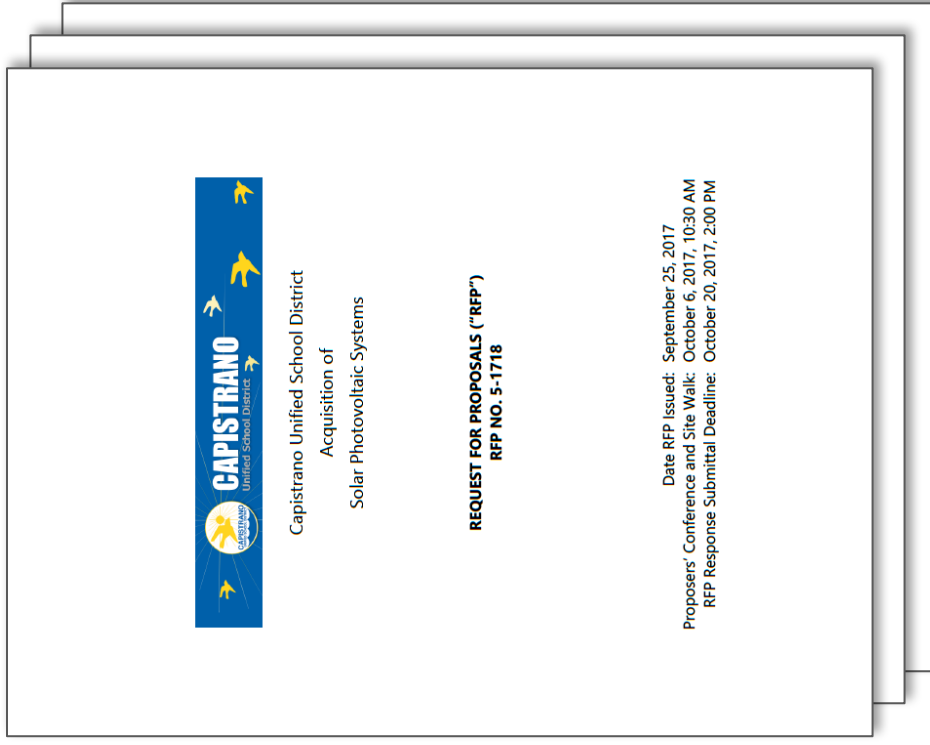 CAPISTRANO
Unified School District
CAPISTRANO
Capistrano Unified School District
Acquisition of
Solar Photovoltaic Systems
REQUEST FOR PROPOSALS (“RFP”)
RFP NO. 5-1718
Date RFP Issued: September 25, 2017
Proposers’ Conference and Site Walk: October 6, 2017, 10:30 AM
RFP Response Submittal Deadline: October 20, 2017, 2:00 PM